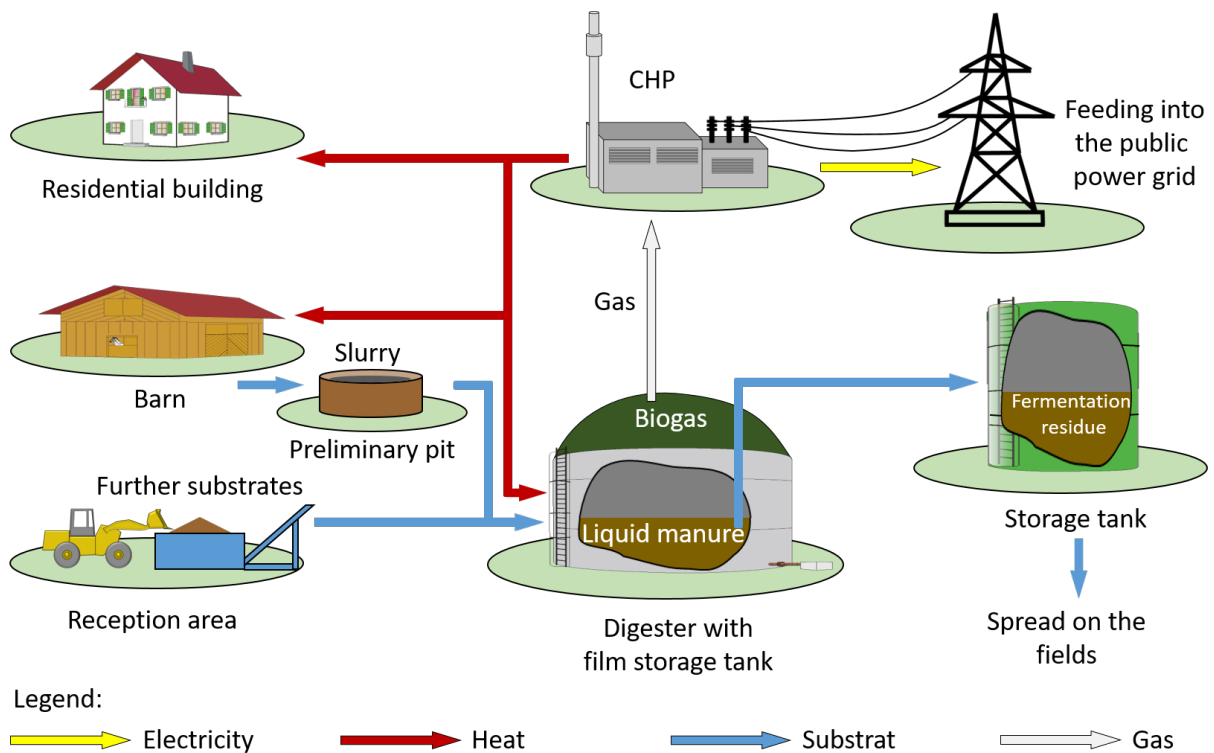 CHP
Feeding into
the public
power grid
Residential building
Gas
Slurry
Barn
Preliminary pit
Biogas
Fermentation
residue
Further substrates
Liquid manure
Storage tank
Reception area
Digester with
film storage tank
Spread on the
fields
Legend:
Electricity
Heat
Substrat
Gas